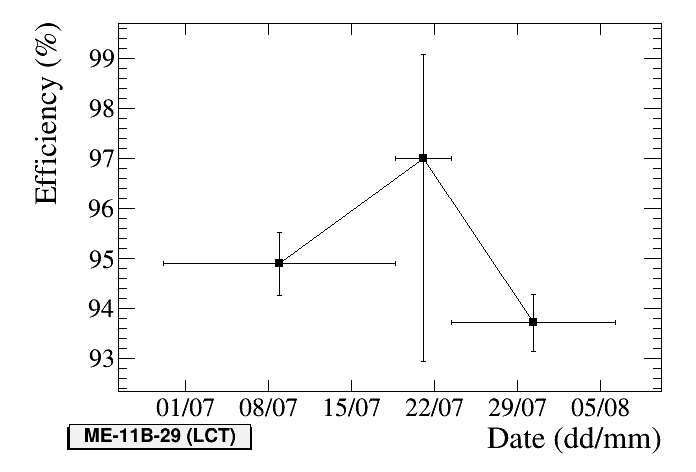 Efficiency (%)
99
98
97
96
95
94
93
01/07 08/07 15/07 22/07 29/07 05/08
ME-11B-29 (LCT)
Date (dd/mm)